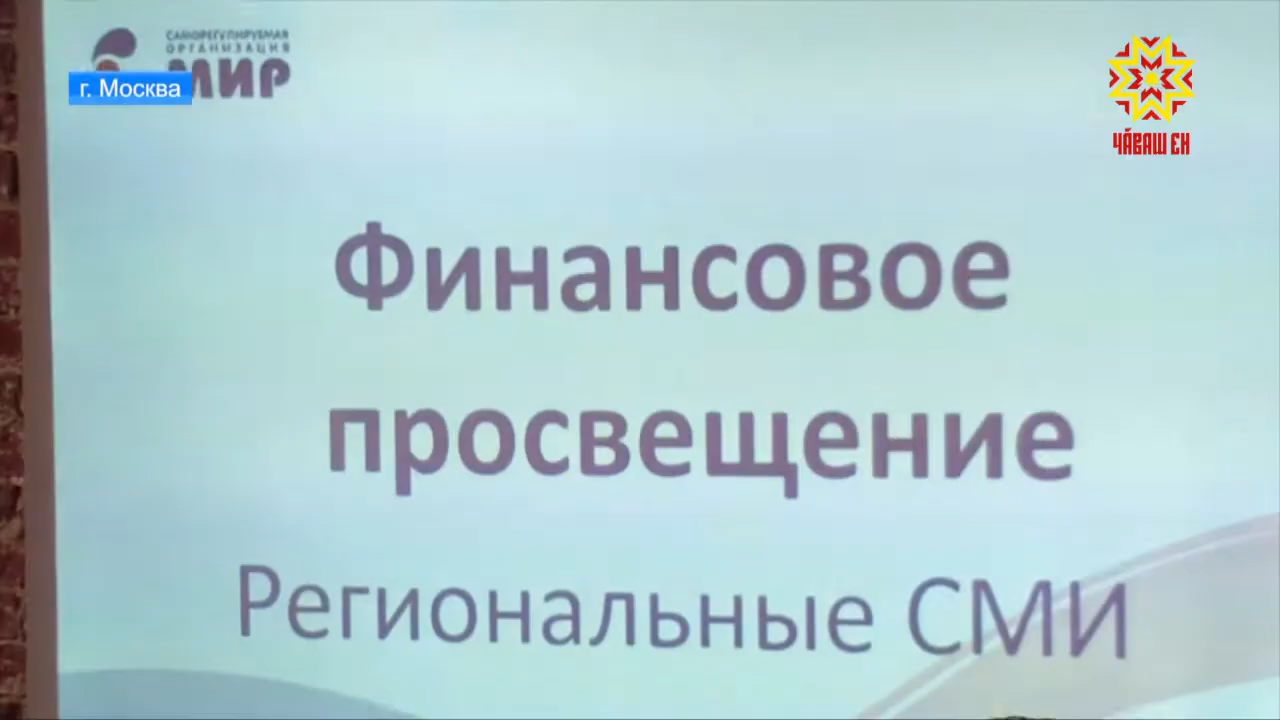 САМОРЕГУЛИРУЕМАЯ
ОРГАНИЗАЦИЯ
МИР
г. Москва
ЧӐВАШ ЕН
Финансовое
просвещение
Региональные СМИ